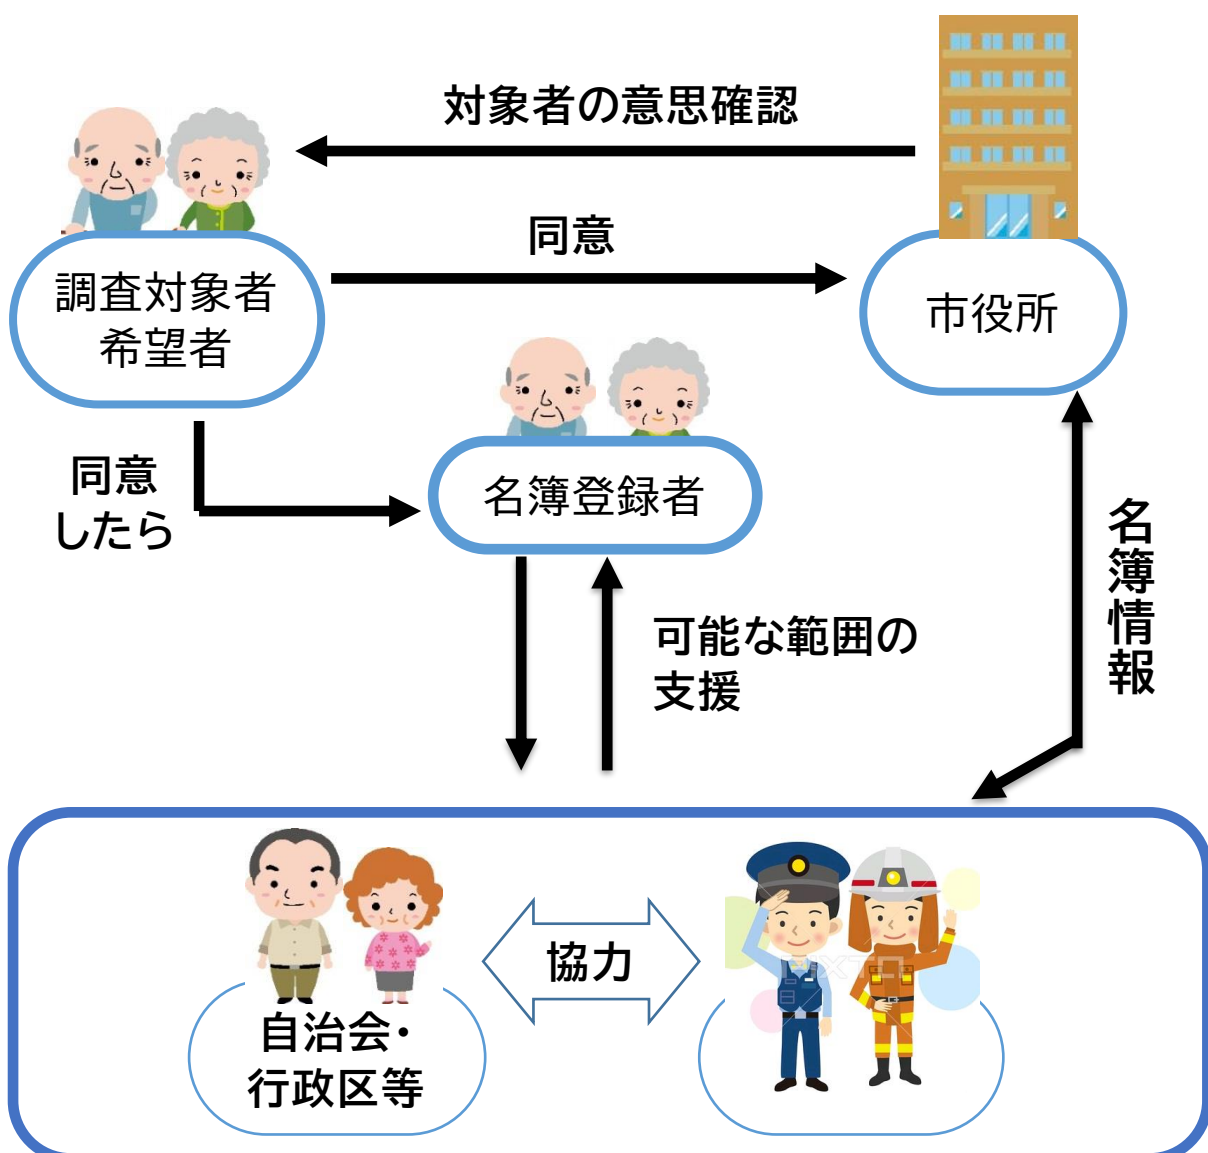 対象者の意思確認
同意
調査対象者
希望者
市役所
同意
したら
名簿登録者
名簿情報
可能な範囲の
支援
協力
自治会・
行政区等